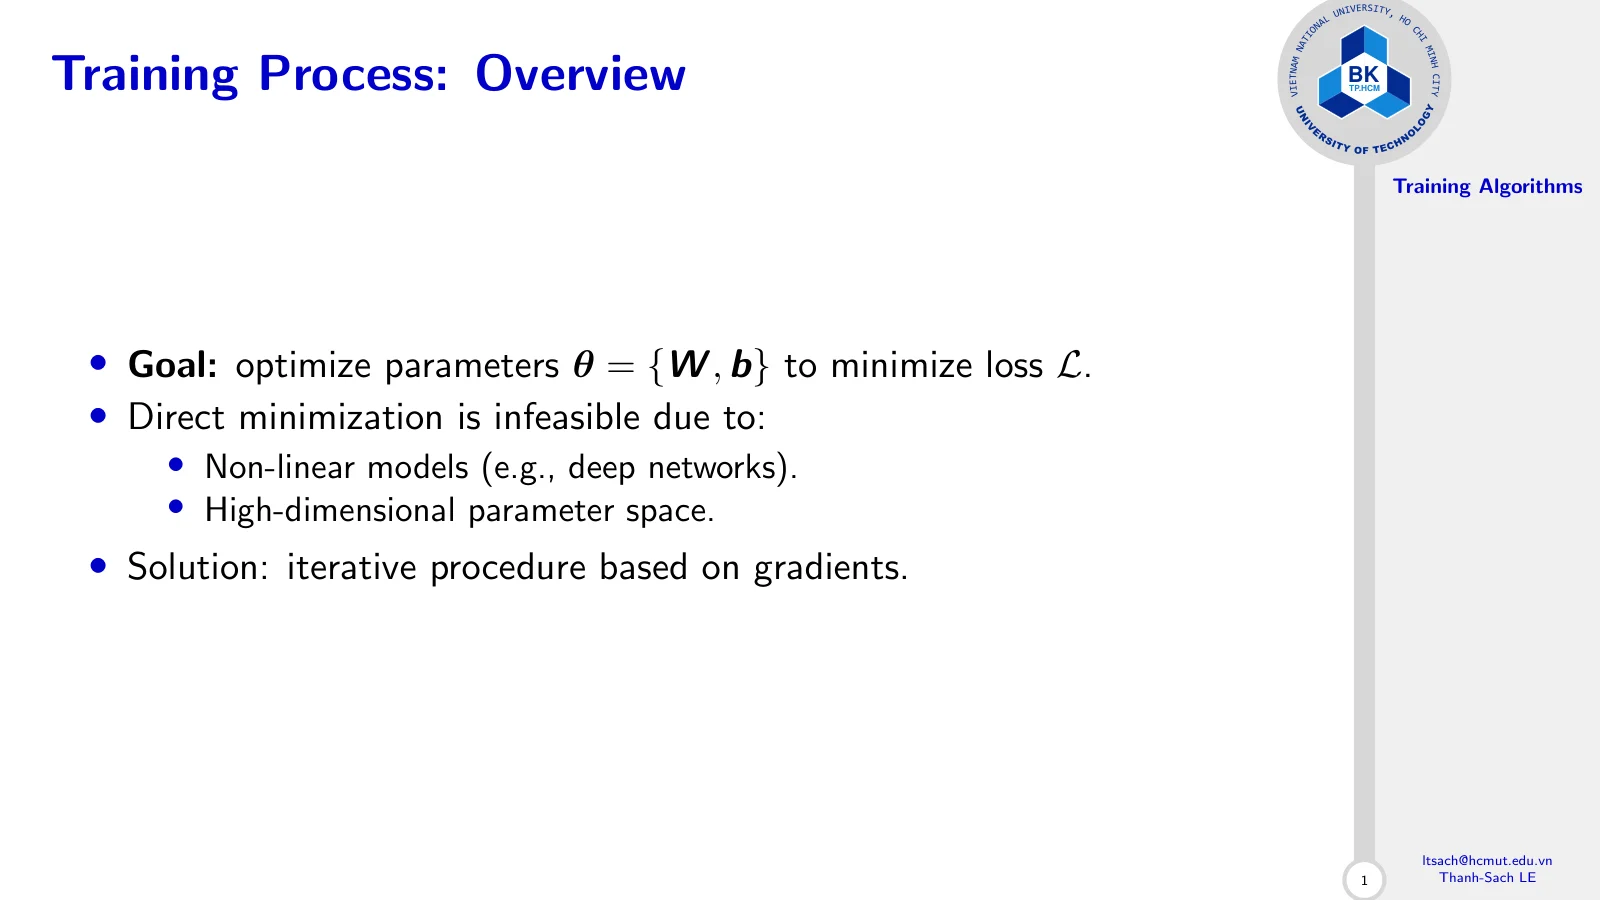 Training Process: Overview
VIETNAM NATIONAL UNIVERSITY, HO CHI MINH CITY
BK
TP.HCM
UNIVERSITY OF TECHNOLOGY
Training Algorithms
• Goal: optimize parameters θ = {W, b} to minimize loss ℒ.
• Direct minimization is infeasible due to:
• Non-linear models (e.g., deep networks).
• High-dimensional parameter space.
• Solution: iterative procedure based on gradients.
ltsach@hcmut.edu.vn
Thanh-Sach LE
1